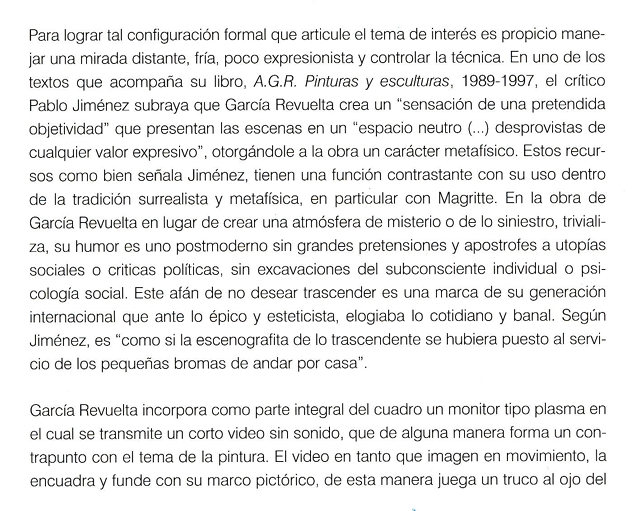 Para lograr tal configuración formal que articule el tema de interés es propicio mane-
jar una mirada distante, fría, poco expresionista y controlar la técnica. En uno de los
textos que acompaña su libro, A.G.R. Pinturas y esculturas, 1989-1997, el crítico
Pablo Jiménez subraya que García Revuelta crea un “sensación de una pretendida
objetividad” que presentan las escenas en un “espacio neutro (...) desprovistas de
cualquier valor expresivo”, otorgándole a la obra un carácter metafísico. Estos recur-
sos como bien señala Jiménez, tienen una función contrastante con su uso dentro
de la tradición surrealista y metafísica, en particular con Magritte. En la obra de
García Revuelta en lugar de crear una atmósfera de misterio o de lo siniestro, triviali-
za, su humor es uno postmoderno sin grandes pretensiones y apostrofes a utopías
sociales o criticas políticas, sin excavaciones del subconsciente individual o psi-
cología social. Este afán de no desear trascender es una marca de su generación
internacional que ante lo épico y esteticista, elogiaba lo cotidiano y banal. Según
Jiménez, es “como si la escenografita de lo trascendente se hubiera puesto al servi-
cio de los pequeñas bromas de andar por casa”.
García Revuelta incorpora como parte integral del cuadro un monitor tipo plasma en
el cual se transmite un corto video sin sonido, que de alguna manera forma un con-
trapunto con el tema de la pintura. El video en tanto que imagen en movimiento, la
encuadra y funde con su marco pictórico, de esta manera juega un truco al ojo del